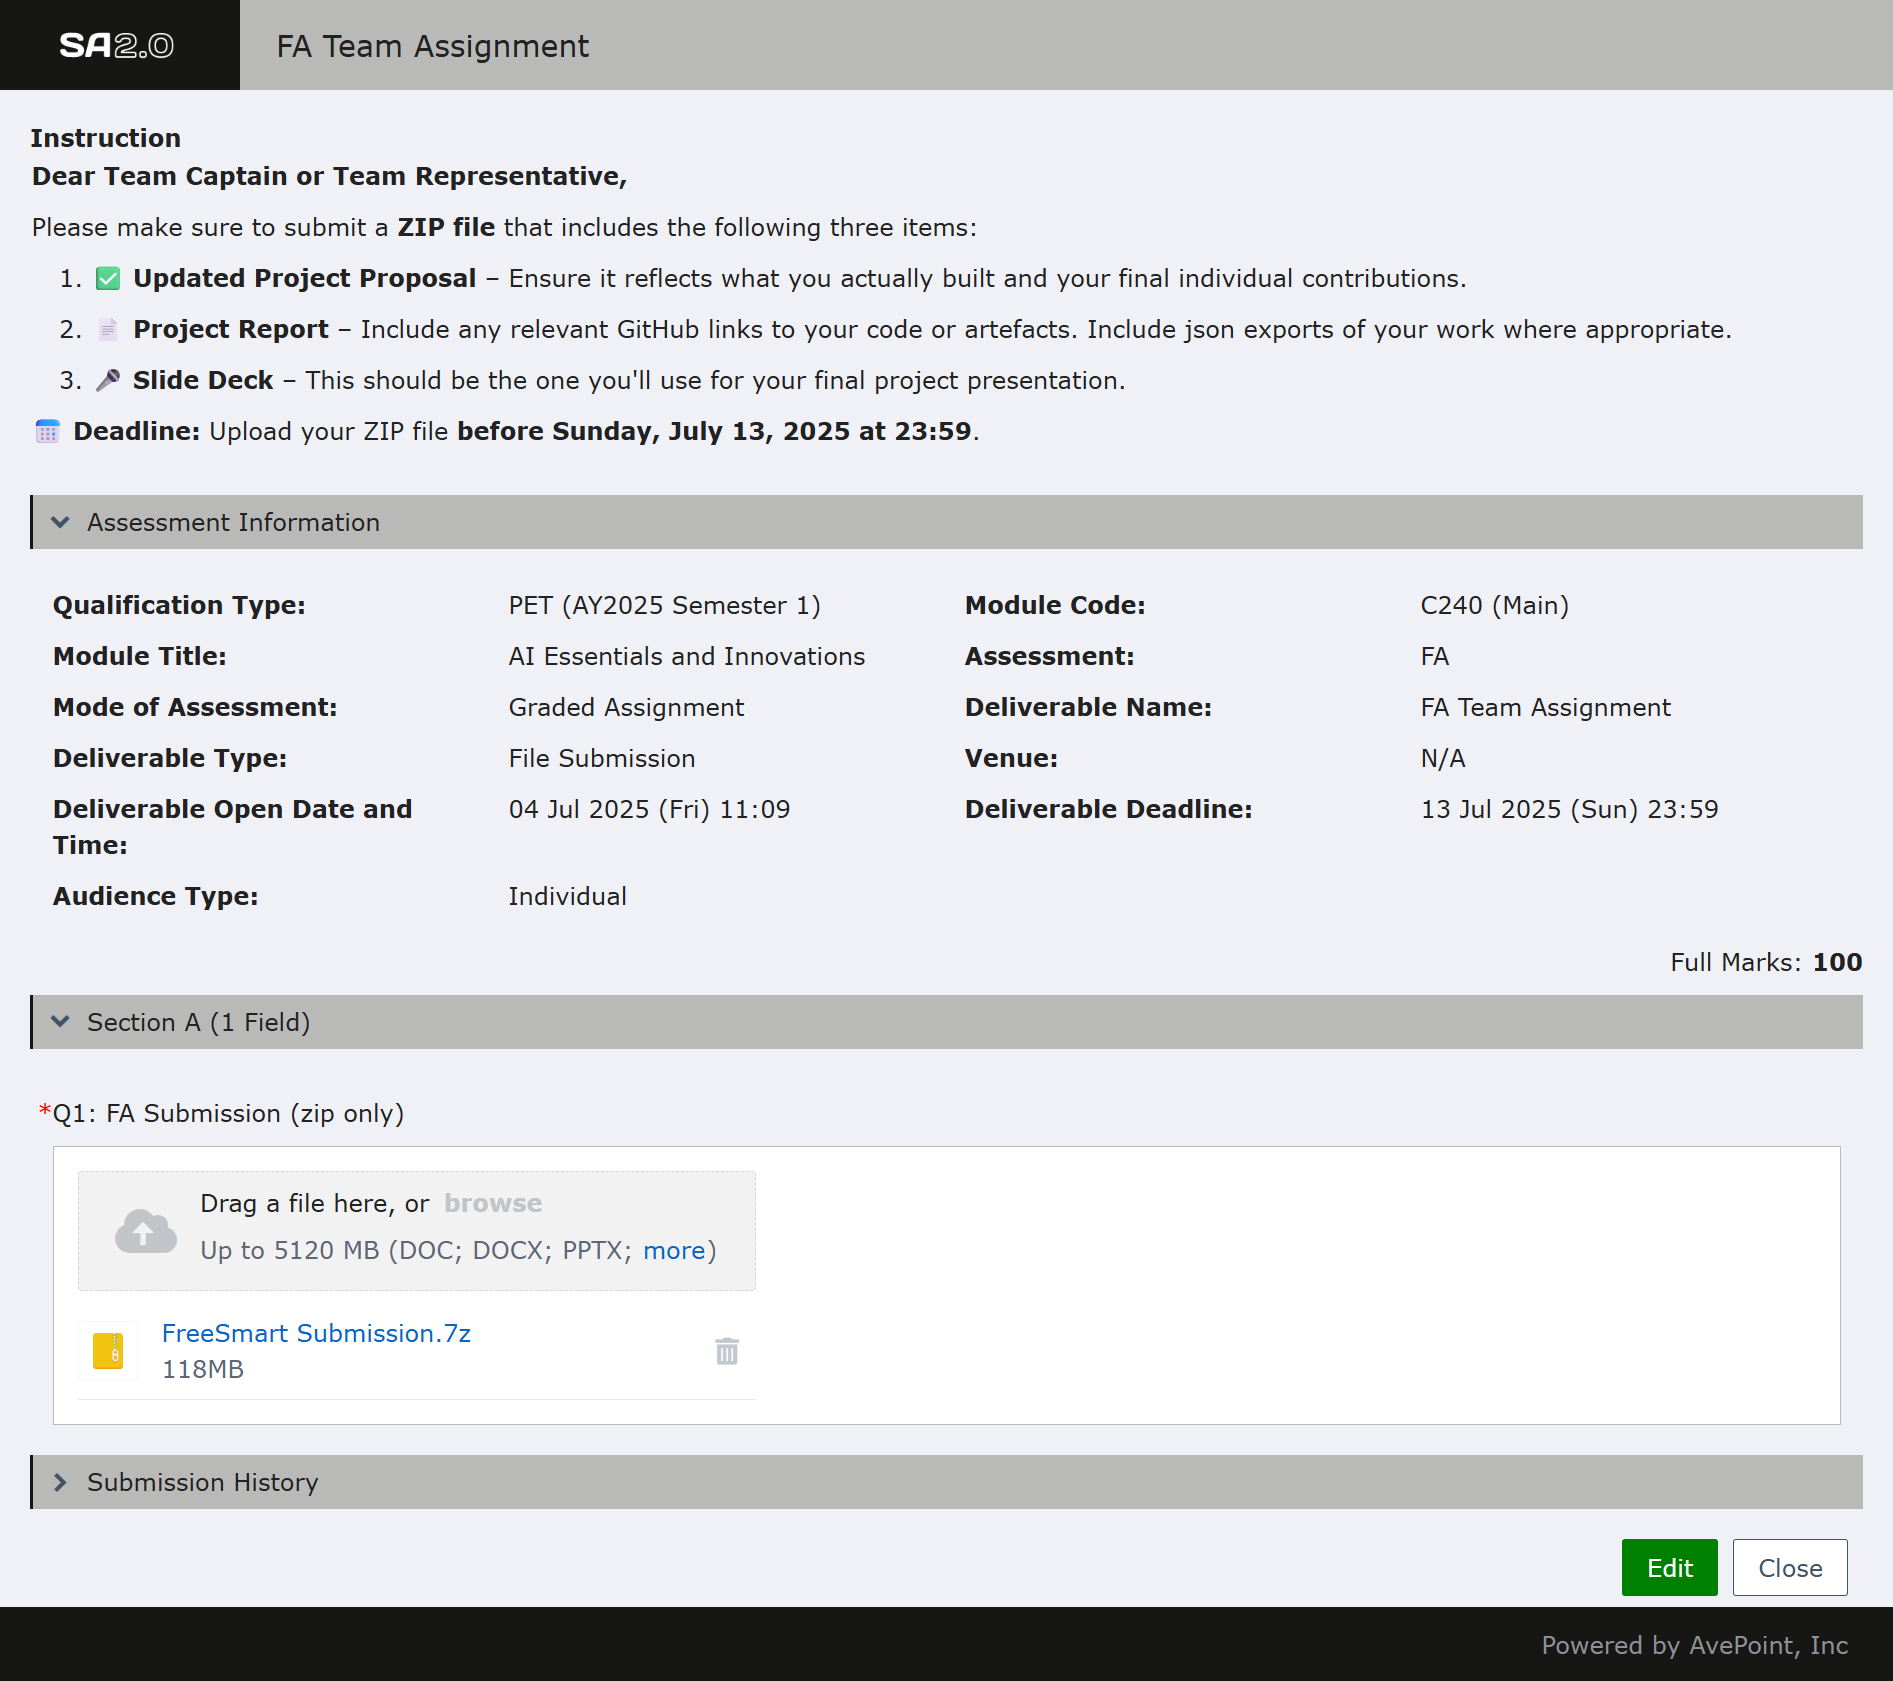 SA2.0
FA Team Assignment
Instruction
Dear Team Captain or Team Representative,
Please make sure to submit a ZIP file that includes the following three items:
1. ✅ Updated Project Proposal – Ensure it reflects what you actually built and your final individual contributions.
2. 📄 Project Report – Include any relevant GitHub links to your code or artefacts. Include json exports of your work where appropriate.
3. 🎤 Slide Deck – This should be the one you'll use for your final project presentation.
📅 Deadline: Upload your ZIP file before Sunday, July 13, 2025 at 23:59.
Assessment Information
Qualification Type: PET (AY2025 Semester 1) Module Code: C240 (Main)
Module Title: AI Essentials and Innovations Assessment: FA
Mode of Assessment: Graded Assignment Deliverable Name: FA Team Assignment
Deliverable Type: File Submission Venue: N/A
Deliverable Open Date and Time: 04 Jul 2025 (Fri) 11:09 Deliverable Deadline: 13 Jul 2025 (Sun) 23:59
Audience Type: Individual
Full Marks: 100
Section A (1 Field)
*Q1: FA Submission (zip only)
Drag a file here, or browse
Up to 5120 MB (DOC; DOCX; PPTX; more)
FreeSmart Submission.7z
118MB
Submission History
Edit Close
Powered by AvePoint, Inc